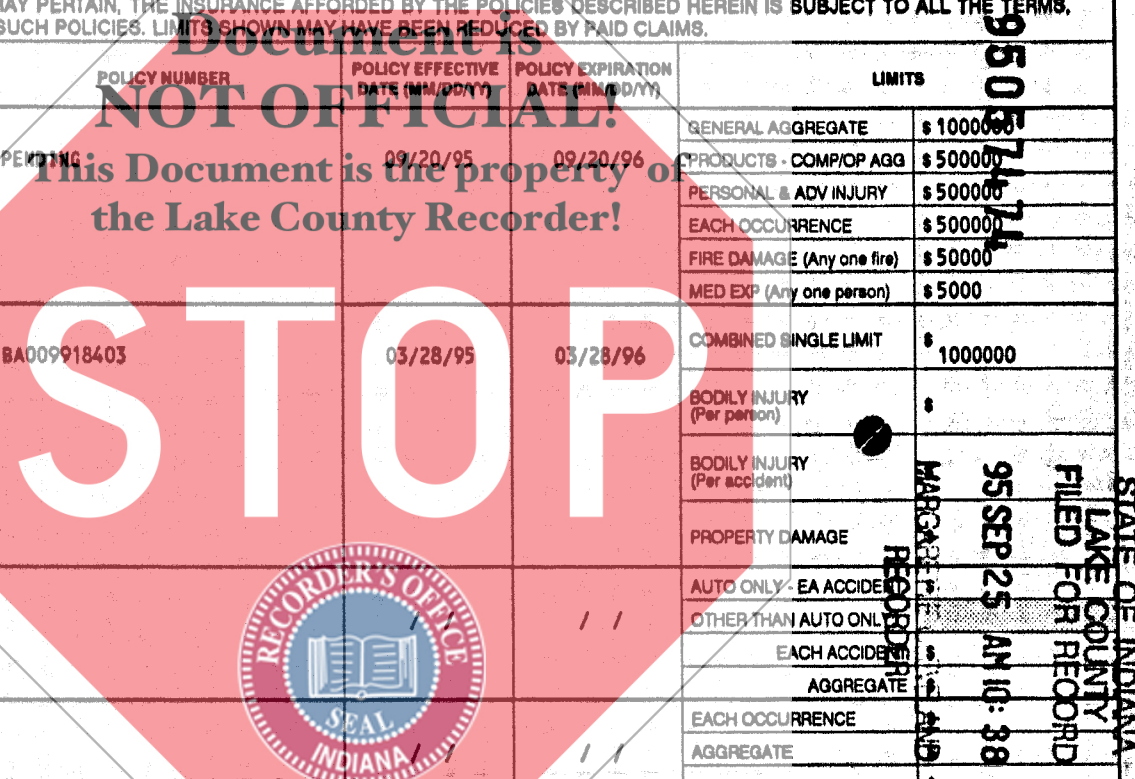 MAY PERTAIN, THE INSURANCE AFFORDED BY THE POLICIES DESCRIBED HEREIN IS SUBJECT TO ALL THE TERMS,
SUCH POLICIES. LIMITS SHOWN MAY HAVE BEEN REDUCED BY PAID CLAIMS.
Document is
NOT OFFICIAL!
This Document is the property of
the Lake County Recorder!
STOP
POLICY NUMBER POLICY EFFECTIVE DATE (MM/DD/YY) POLICY EXPIRATION DATE (MM/DD/YY) LIMITS
GENERAL AGGREGATE $ 1000000
PENDING 09/20/95 09/20/96 PRODUCTS - COMP/OP AGG $ 500000
PERSONAL & ADV INJURY $ 500000
EACH OCCURRENCE $ 500000
FIRE DAMAGE (Any one fire) $ 50000
MED EXP (Any one person) $ 5000
BA009918403 03/28/95 03/28/96 COMBINED SINGLE LIMIT $ 1000000
BODILY INJURY (Per person) $
BODILY INJURY (Per accident)
PROPERTY DAMAGE
AUTO ONLY - EA ACCIDENT $
/ / / / OTHER THAN AUTO ONLY
EACH ACCIDENT $
AGGREGATE $
EACH OCCURRENCE
/ / / / AGGREGATE
RECORDER'S OFFICE
SEAL
INDIANA
95057474
STATE OF INDIANA
LAKE COUNTY
FILED FOR RECORD
95 SEP 25 AM 10: 38
RECORDER